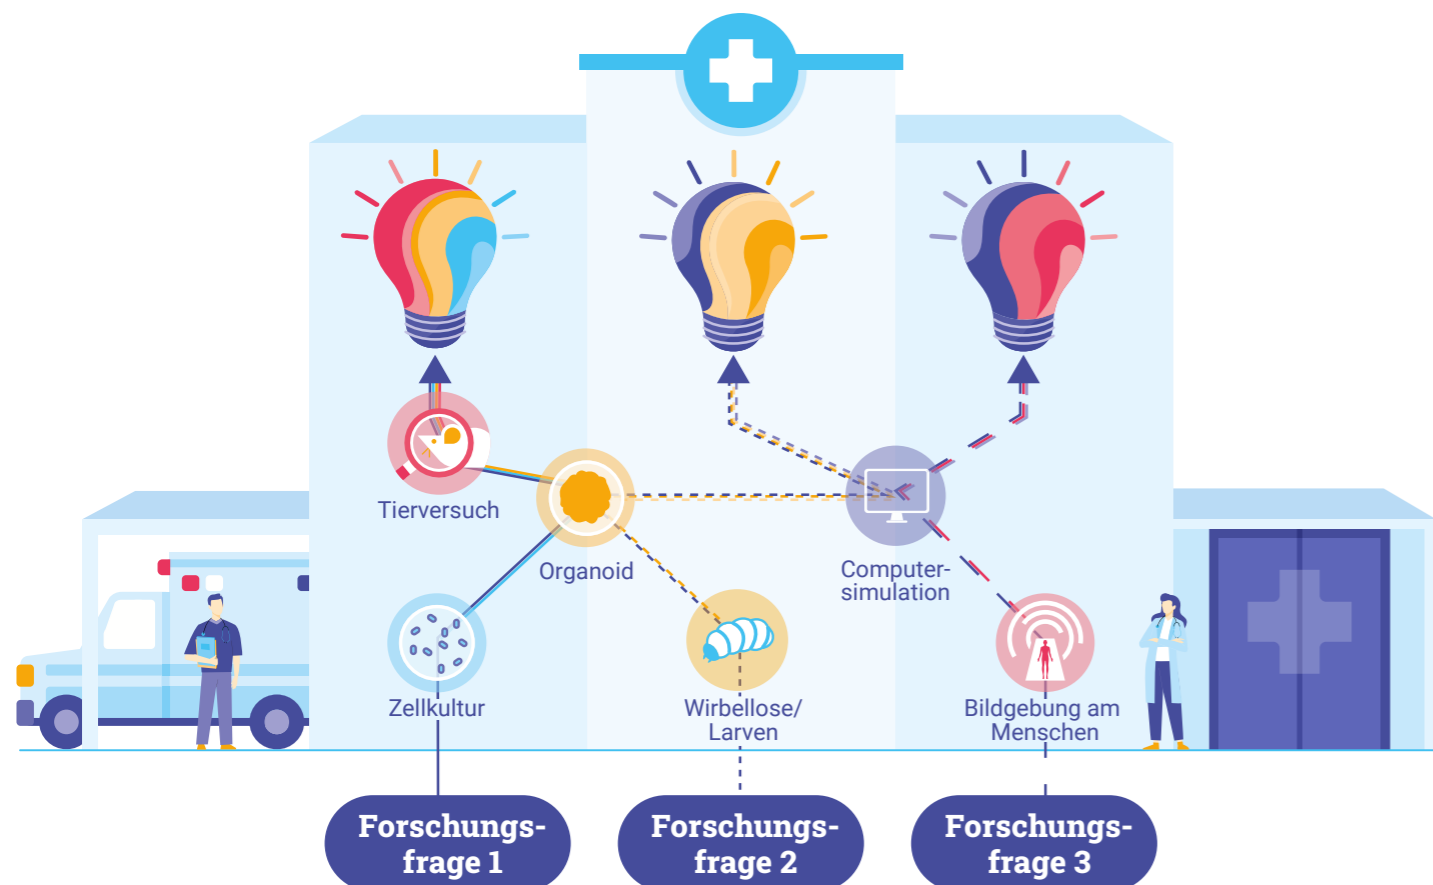 Tierversuch
Organoid
Computer-
simulation
Zellkultur
Wirbellose/
Larven
Bildgebung am
Menschen
Forschungs-
frage 1
Forschungs-
frage 2
Forschungs-
frage 3